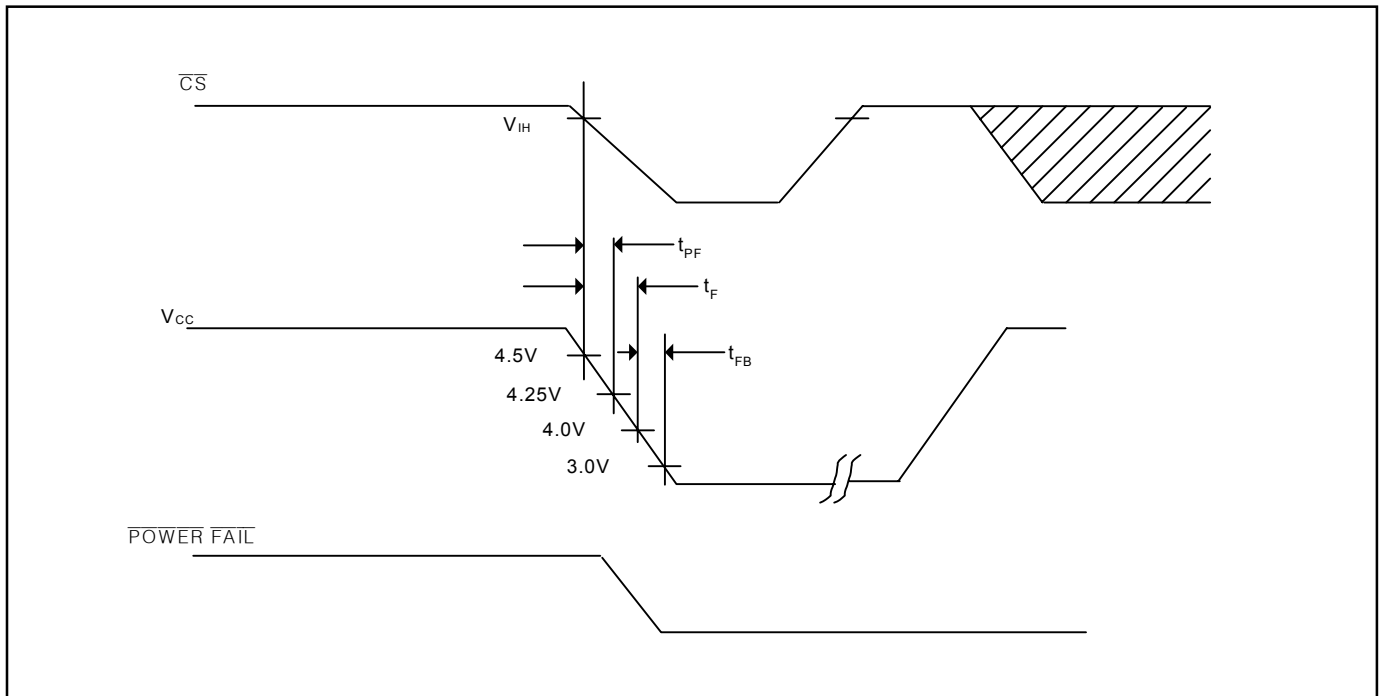 CS
VIH
tPF
tF
VCC
4.5V
tFB
4.25V
4.0V
3.0V
POWER FAIL